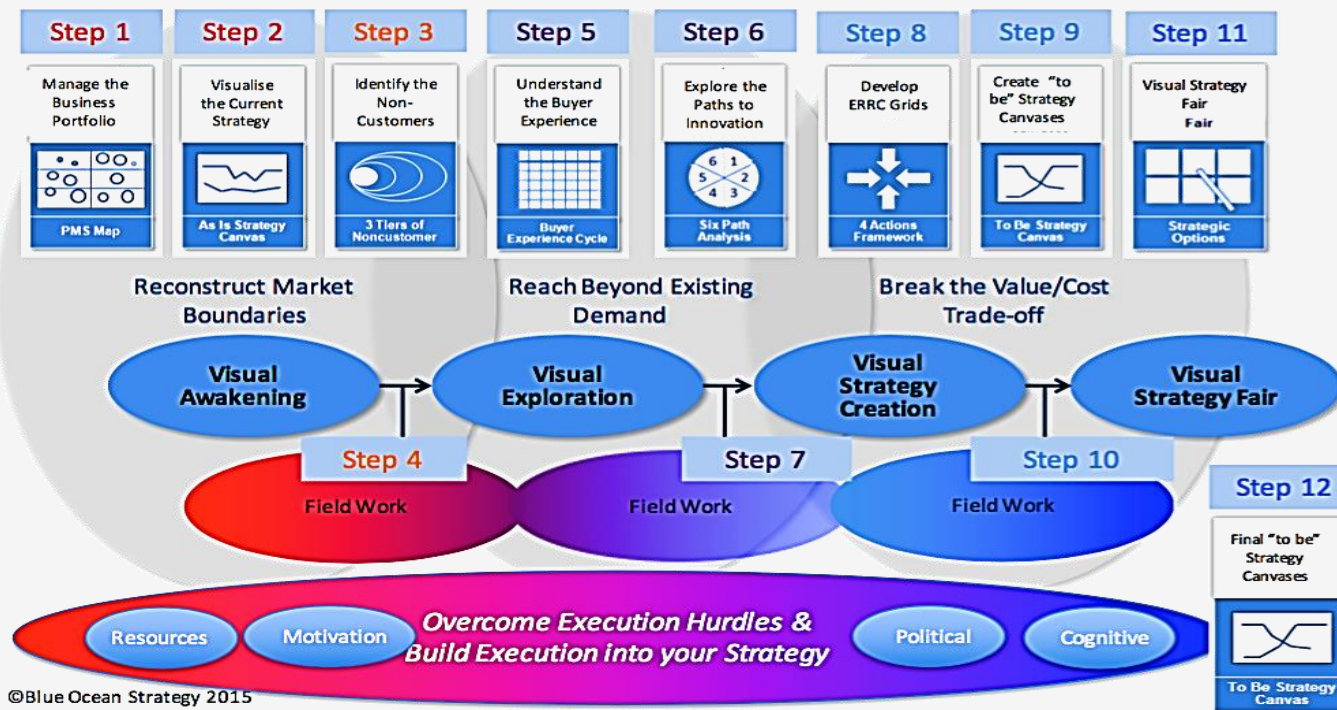 Step 1
Manage the
Business
Portfolio
PMS Map
Step 2
Visualise
the Current
Strategy
As Is Strategy
Canvas
Step 3
Identify the
Non-
Customers
3 Tiers of
Noncustomer
Step 5
Understand
the Buyer
Experience
Buyer
Experience Cycle
Step 6
Explore the
Paths to
Innovation
6 1
5 2
4 3
Six Path
Analysis
Step 8
Develop
ERRC Grids
4 Actions
Framework
Step 9
Create "to
be" Strategy
Canvases
To Be Strategy
Canvas
Step 11
Visual Strategy
Fair
Fair
Strategic
Options
Reconstruct Market
Boundaries
Reach Beyond Existing
Demand
Break the Value/Cost
Trade-off
Visual
Awakening
Visual
Exploration
Visual
Strategy
Creation
Visual
Strategy Fair
Step 4
Field Work
Step 7
Field Work
Step 10
Field Work
Step 12
Final "to be"
Strategy
Canvases
To Be Strategy
Canvas
Resources
Motivation
Overcome Execution Hurdles &
Build Execution into your Strategy
Political
Cognitive
©Blue Ocean Strategy 2015